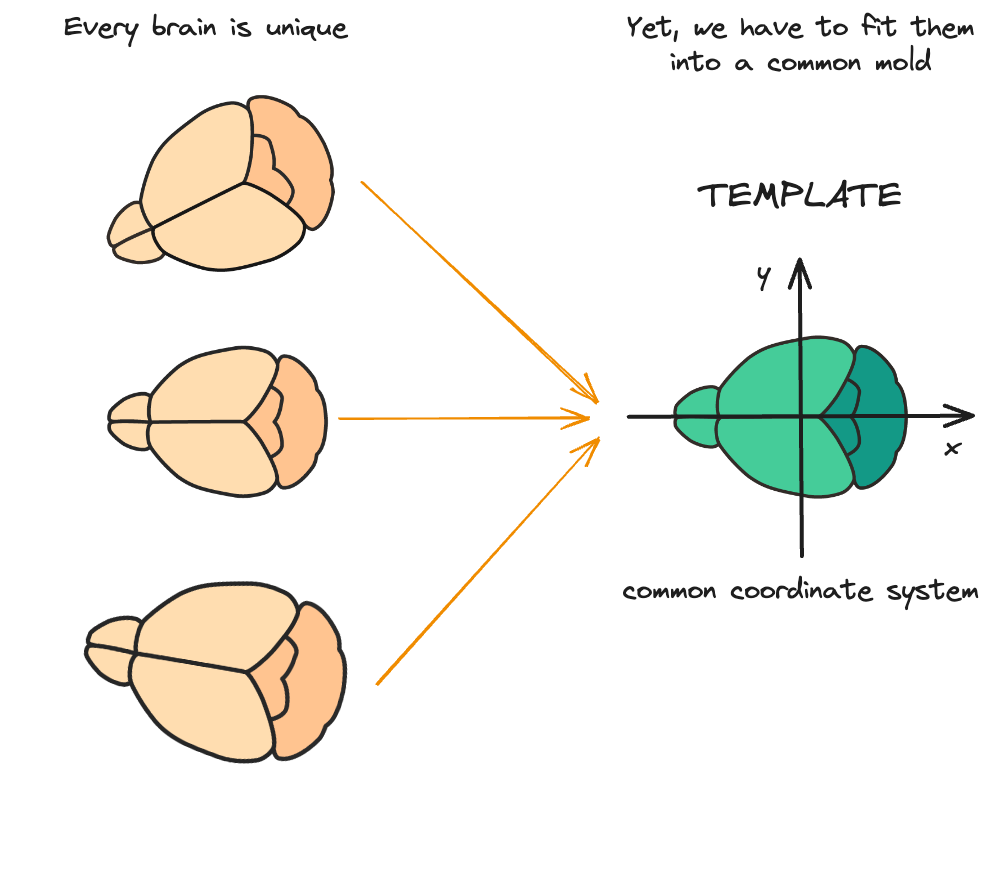 Every brain is unique
Yet, we have to fit them
into a common mold
TEMPLATE
y
x
common coordinate system